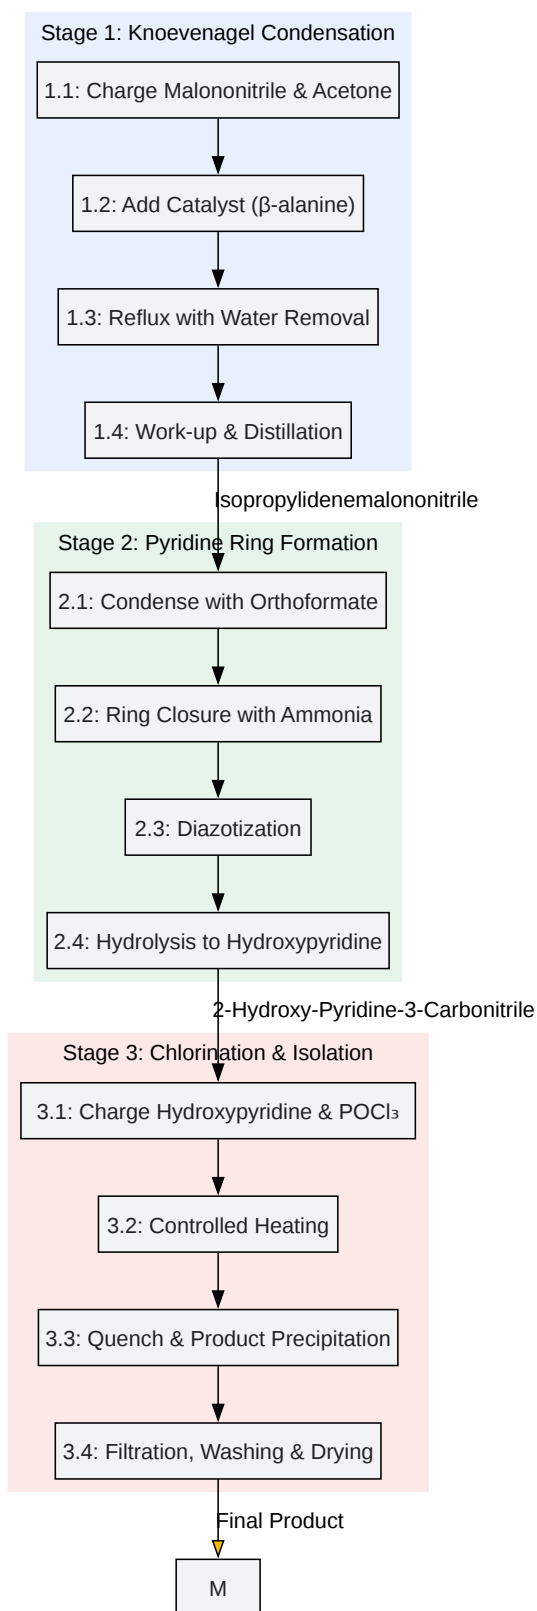 Stage 1: Knoevenagel Condensation
1.1: Charge Malononitrile & Acetone
1.2: Add Catalyst (β-alanine)
1.3: Reflux with Water Removal
1.4: Work-up & Distillation
Isopropylidenemalononitrile
Stage 2: Pyridine Ring Formation
2.1: Condense with Orthoformate
2.2: Ring Closure with Ammonia
2.3: Diazotization
2.4: Hydrolysis to Hydroxypyridine
2-Hydroxy-Pyridine-3-Carbonitrile
Stage 3: Chlorination & Isolation
3.1: Charge Hydroxypyridine & POCl₃
3.2: Controlled Heating
3.3: Quench & Product Precipitation
3.4: Filtration, Washing & Drying
Final Product
M